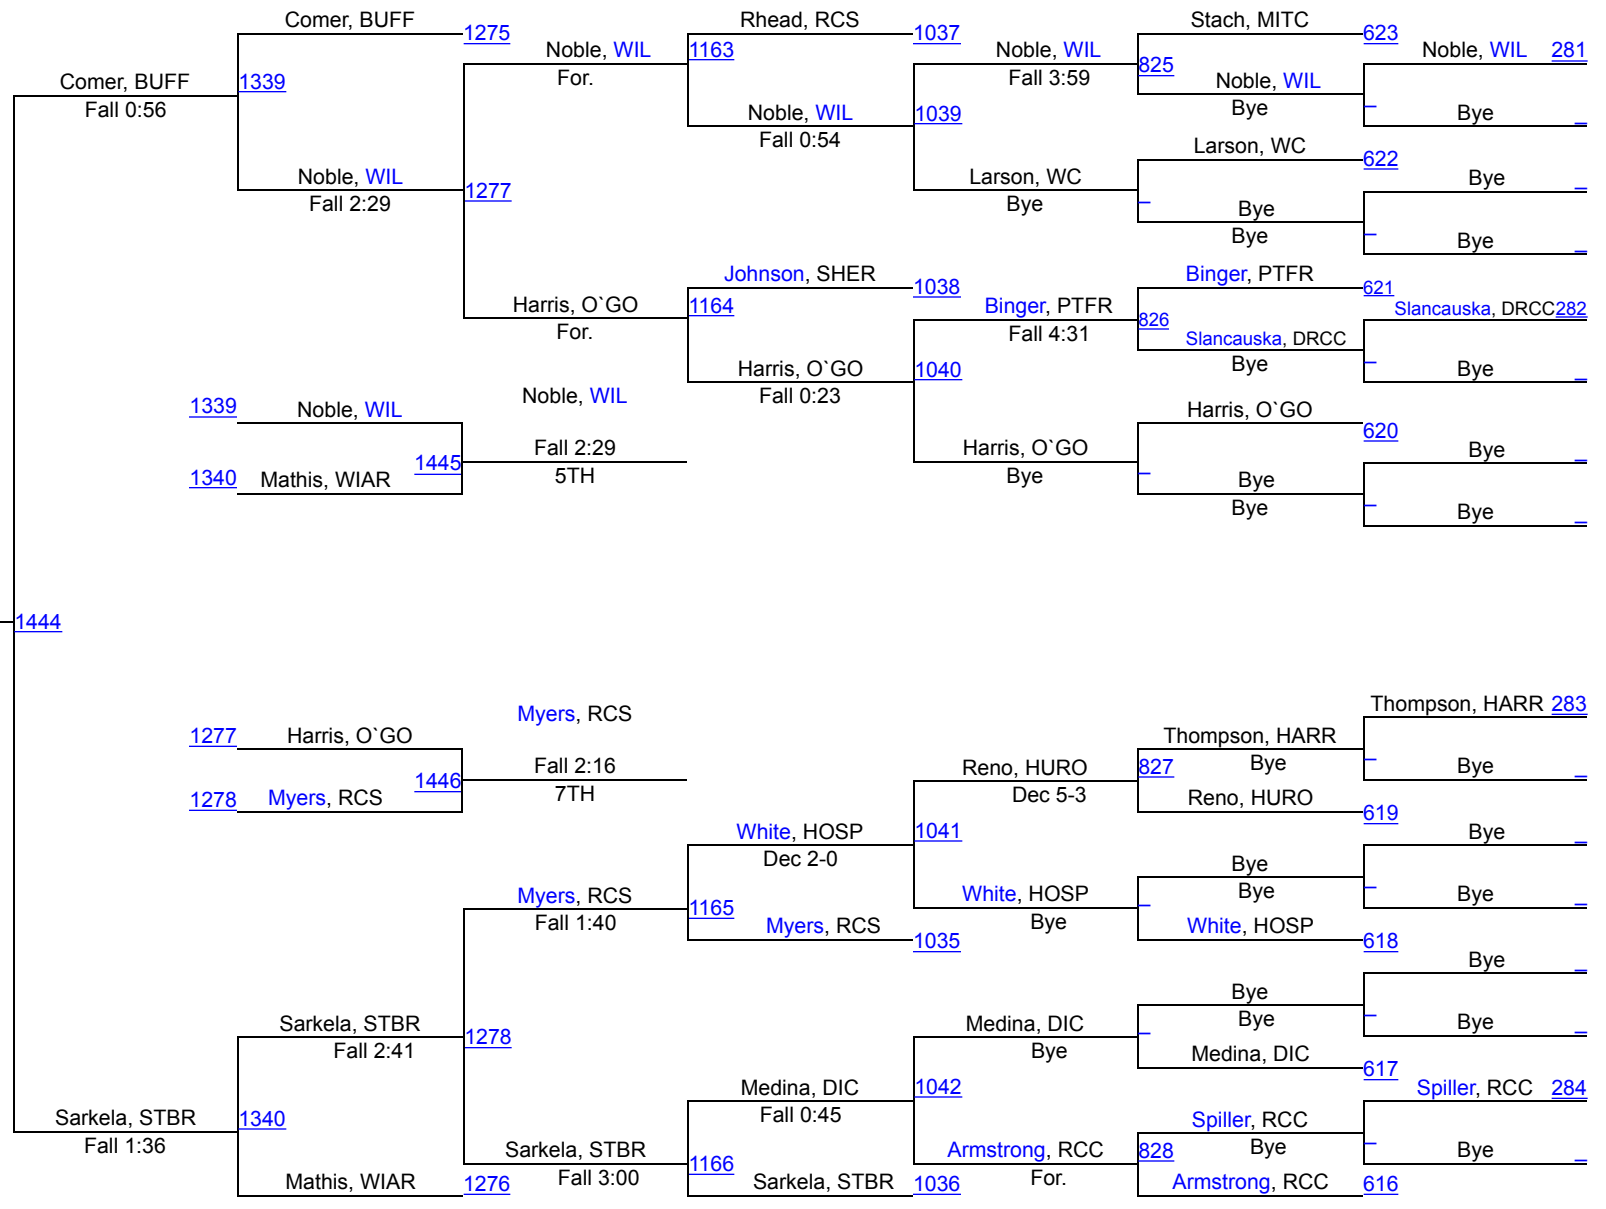 Comer, BUFF
1275
Rhead, RCS
1037
Stach, MITC
623
Noble, WIL
1163
Noble, WIL
Noble, WIL 281
For.
Fall 3:59
825
Comer, BUFF
1339
Noble, WIL
Fall 0:56
Bye
Bye
Noble, WIL
1039
Fall 0:54
Larson, WC
622
Noble, WIL
1277
Larson, WC
Bye
Fall 2:29
Bye
Bye
Bye
Bye
Johnson, SHER
1038
Binger, PTFR
621
Harris, O`GO
1164
Binger, PTFR
826
Slancauska, DRCC282
For.
Fall 4:31
Slancauska, DRCC
Bye
Harris, O`GO
1040
Bye
Fall 0:23
Noble, WIL
1339
Noble, WIL
Harris, O`GO
620
Fall 2:29
Harris, O`GO
Bye
1445
5TH
Bye
1340
Mathis, WIAR
Bye
Bye
Bye
1444
Myers, RCS
Thompson, HARR 283
1277
Harris, O`GO
Thompson, HARR
Fall 2:16
Reno, HURO
827
Bye
Bye
1446
7TH
Dec 5-3
1278
Myers, RCS
Reno, HURO
619
White, HOSP
1041
Bye
Dec 2-0
Bye
Myers, RCS
1165
White, HOSP
Bye
Bye
Fall 1:40
Bye
Myers, RCS
1035
White, HOSP
618
Bye
Bye
Sarkela, STBR
1278
Medina, DIC
Bye
Bye
Fall 2:41
Bye
Medina, DIC
617
Medina, DIC
1042
Spiller, RCC 284
Fall 0:45
Sarkela, STBR
1340
Spiller, RCC
Fall 1:36
Sarkela, STBR
1166
Armstrong, RCC
828
Bye
Bye
Fall 3:00
For.
Mathis, WIAR
1276
Sarkela, STBR
1036
Armstrong, RCC
616